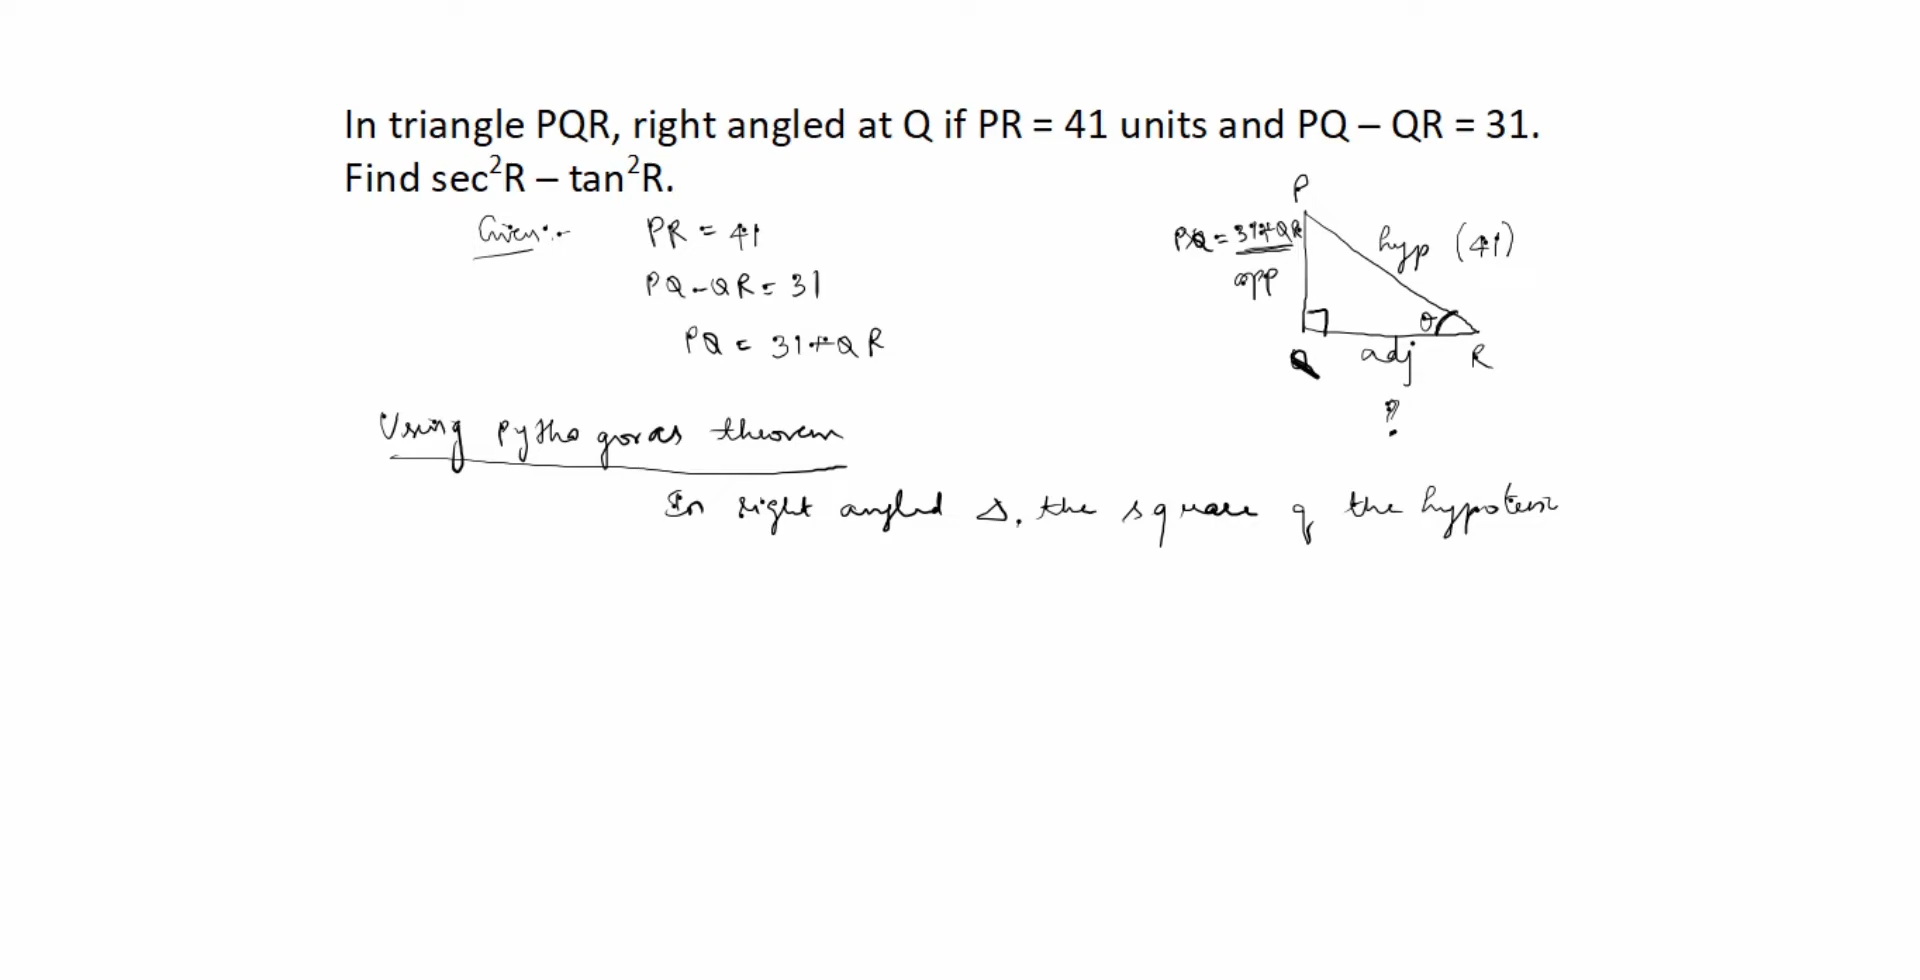 In triangle PQR, right angled at Q if PR = 41 units and PQ – QR = 31.
Find sec²R – tan²R.
Given:-
PR = 41
PQ - QR = 31
PQ = 31 + QR
P
PQ = 31+QR
opp
hyp (41)
θ
Q
adj
R
?
Using pythagoras theorem
In right angled Δ, the square of the hypotenu